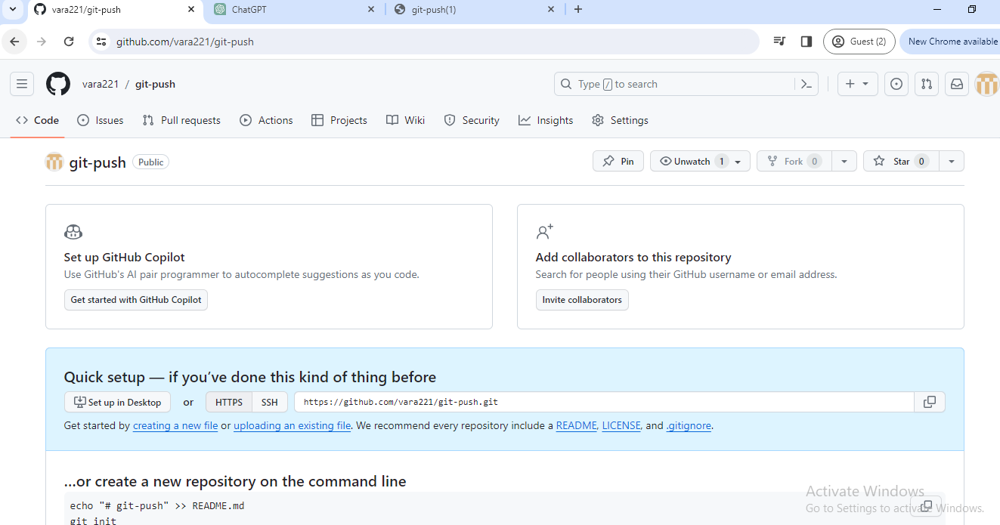 vara221/git-push
ChatGPT
git-push(1)
github.com/vara221/git-push
Guest (2)
New Chrome available
vara221 / git-push
Type / to search
Code
Issues
Pull requests
Actions
Projects
Wiki
Security
Insights
Settings
git-push Public
Pin
Unwatch 1
Fork 0
Star 0
Set up GitHub Copilot
Use GitHub's AI pair programmer to autocomplete suggestions as you code.
Get started with GitHub Copilot
Add collaborators to this repository
Search for people using their GitHub username or email address.
Invite collaborators
Quick setup — if you’ve done this kind of thing before
Set up in Desktop or HTTPS SSH https://github.com/vara221/git-push.git
Get started by creating a new file or uploading an existing file. We recommend every repository include a README, LICENSE, and .gitignore.
…or create a new repository on the command line
echo "# git-push" >> README.md
git init
Activate Windows
Go to Settings to activate Windows.